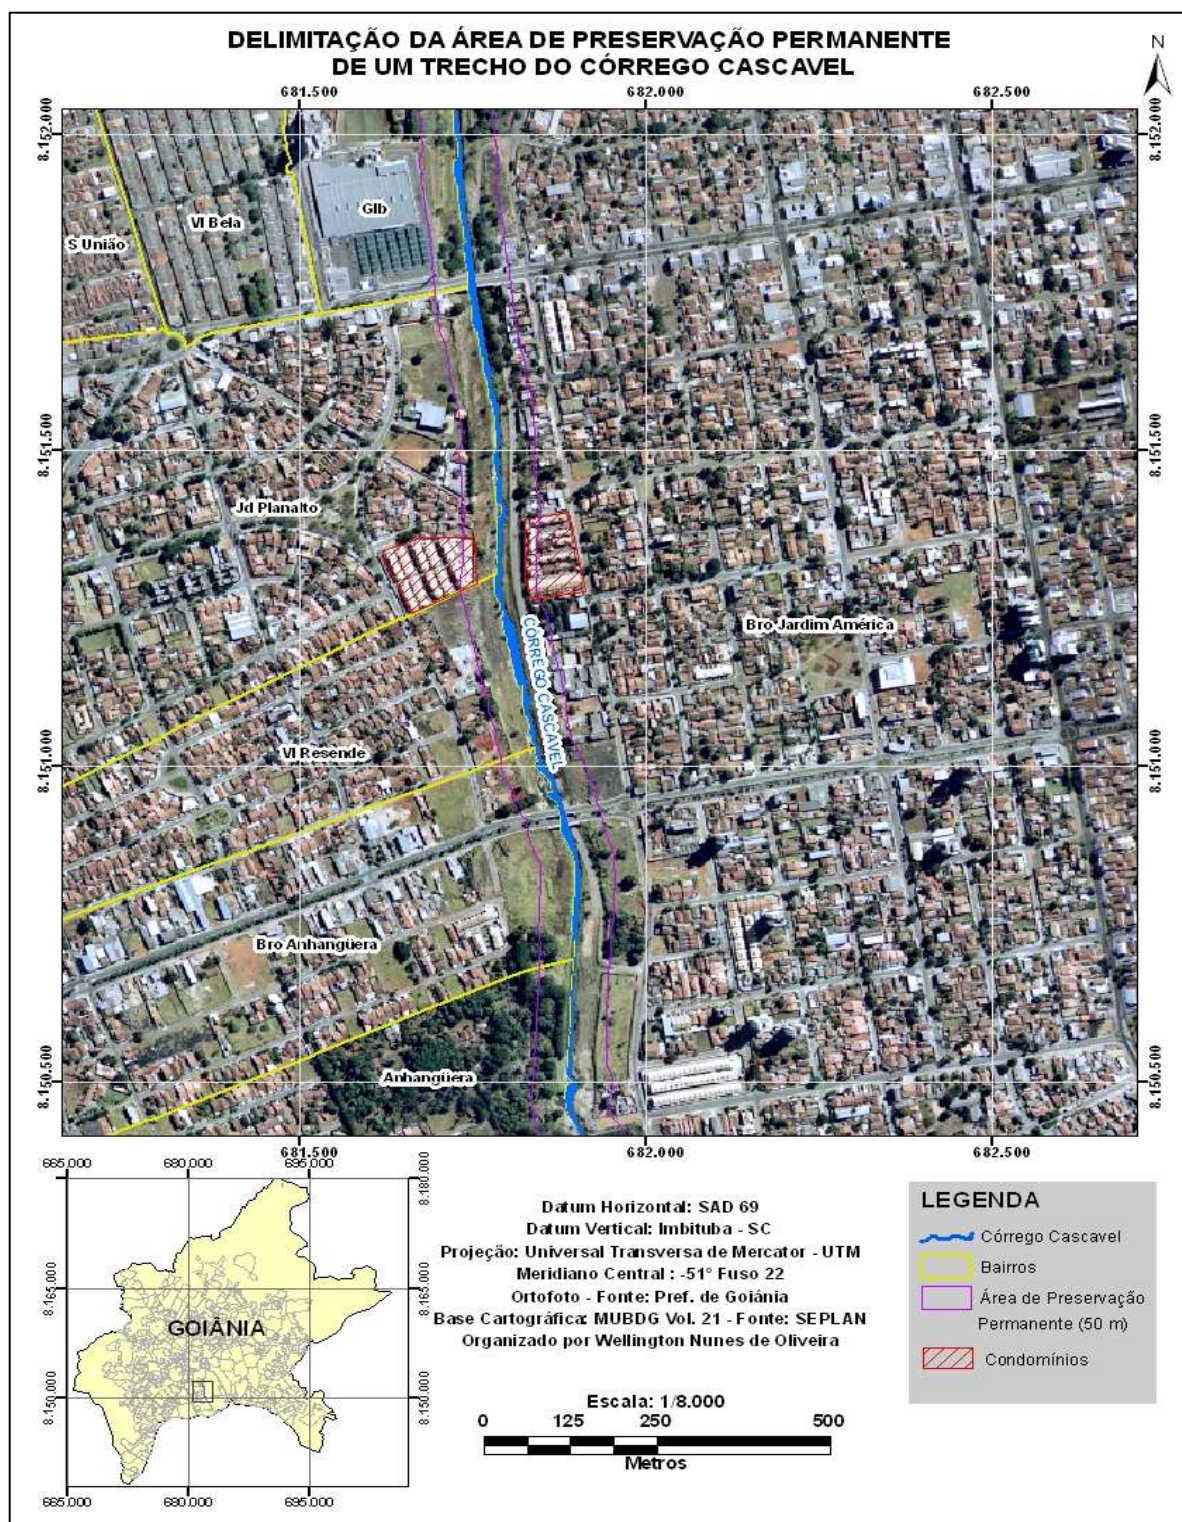 DELIMITAÇÃO DA ÁREA DE PRESERVAÇÃO PERMANENTE
DE UM TRECHO DO CÓRREGO CASCAVEL
N
681.500
682.000
682.500
8.152.000
8.152.000
Glb
Vl Bela
S União
8.151.500
8.151.500
Jd Planalto
CÓRREGO CASCAVEL
Bro Jardim América
Vl Resende
8.151.000
8.151.000
Bro Anhangüera
Anhangüera
8.150.500
8.150.500
681.500
682.000
682.500
665.000
680.000
695.000
8.180.000
8.165.000
8.165.000
GOIÂNIA
8.150.000
8.150.000
665.000
680.000
695.000
Datum Horizontal: SAD 69
Datum Vertical: Imbituba - SC
Projeção: Universal Transversa de Mercator - UTM
Meridiano Central : -51° Fuso 22
Ortofoto - Fonte: Pref. de Goiânia
Base Cartográfica: MUBDG Vol. 21 - Fonte: SEPLAN
Organizado por Wellington Nunes de Oliveira
Escala: 1/8.000
0
125
250
500
Metros
LEGENDA
Córrego Cascavel
Bairros
Área de Preservação
Permanente (50 m)
Condomínios